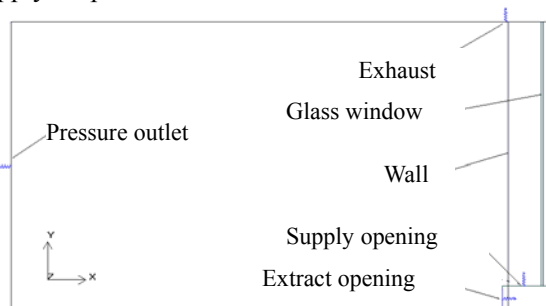 Exhaust
Glass window
Pressure outlet
Wall
Y
Supply opening
Z X
Extract opening